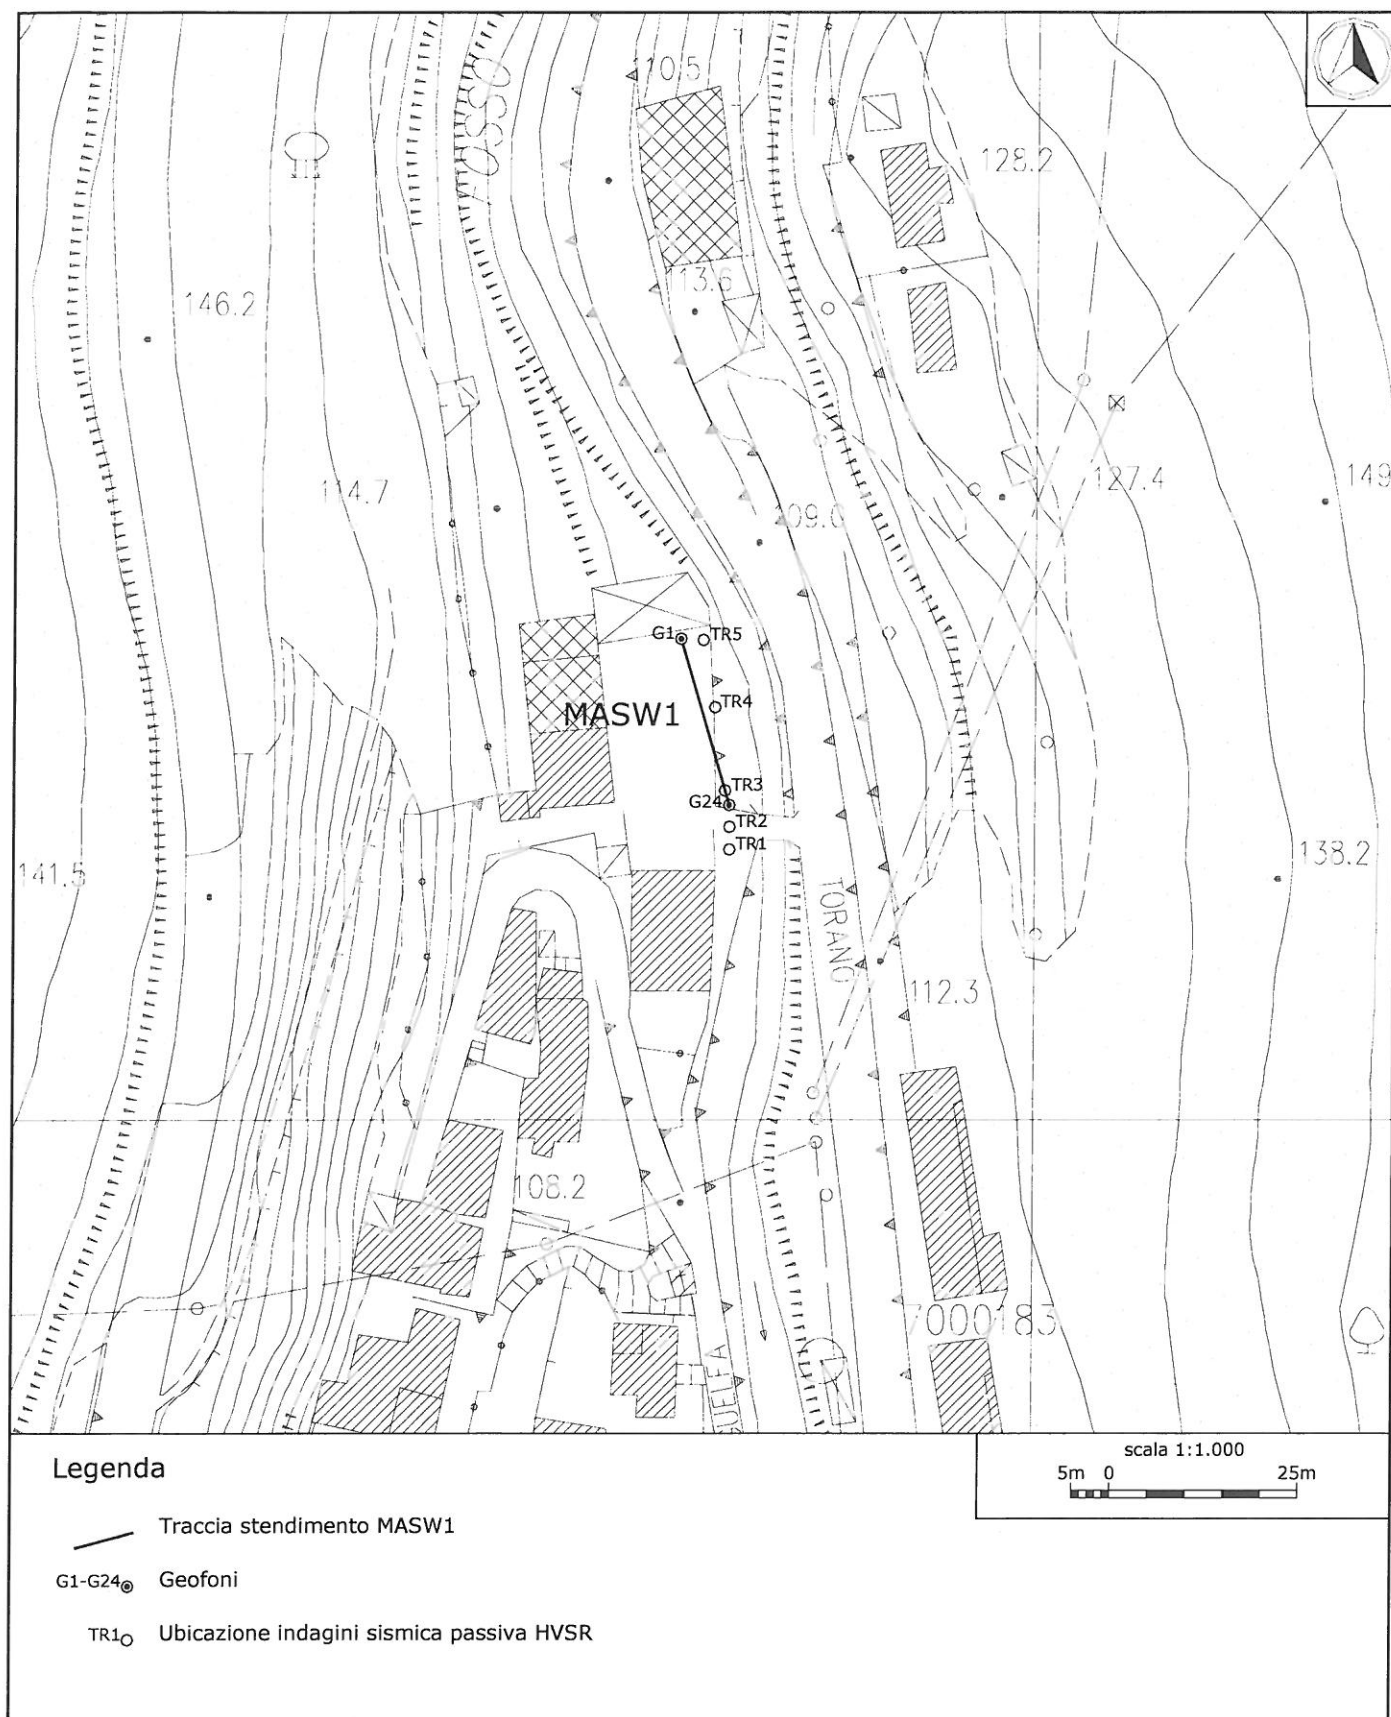 110.5
FOSSO
128.2
113.6
146.2
127.4
149
114.7
109.0
G1
TR5
TR4
MASW1
TR3
G24
TR2
TR1
138.2
141.5
TORANO
112.3
108.2
7000183
GUELFA
Legenda
scala 1:1.000
5m 0 25m
Traccia stendimento MASW1
G1-G24 Geofoni
TR1 Ubicazione indagini sismica passiva HVSR